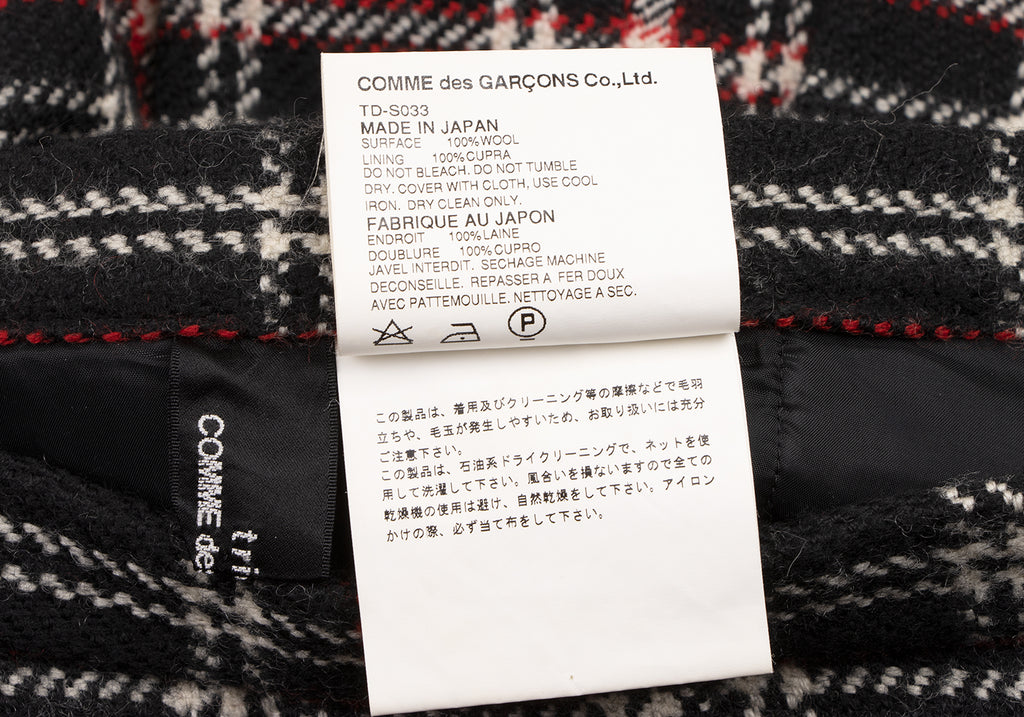 COMME des GARÇONS Co.,Ltd.
TD-S033
MADE IN JAPAN
SURFACE 100%WOOL
LINING 100%CUPRA
DO NOT BLEACH. DO NOT TUMBLE
DRY. COVER WITH CLOTH, USE COOL
IRON. DRY CLEAN ONLY.
FABRIQUE AU JAPON
ENDROIT 100%LAINE
DOUBLURE 100%CUPRO
JAVEL INTERDIT. SECHAGE MACHINE
DECONSEILLE. REPASSER A FER DOUX
AVEC PATTEMOUILLE. NETTOYAGE A SEC.
P
この製品は、着用及びクリーニング等の摩擦などで毛羽
立ちや、毛玉が発生しやすいため、お取り扱いには充分
ご注意下さい。
この製品は、石油系ドライクリーニングで、ネットを使
用して洗濯して下さい。風合いを損ないますので全ての
乾燥機の使用は避け、自然乾燥をして下さい。アイロン
かけの際、必ず当て布をして下さい。
tri
COMME de